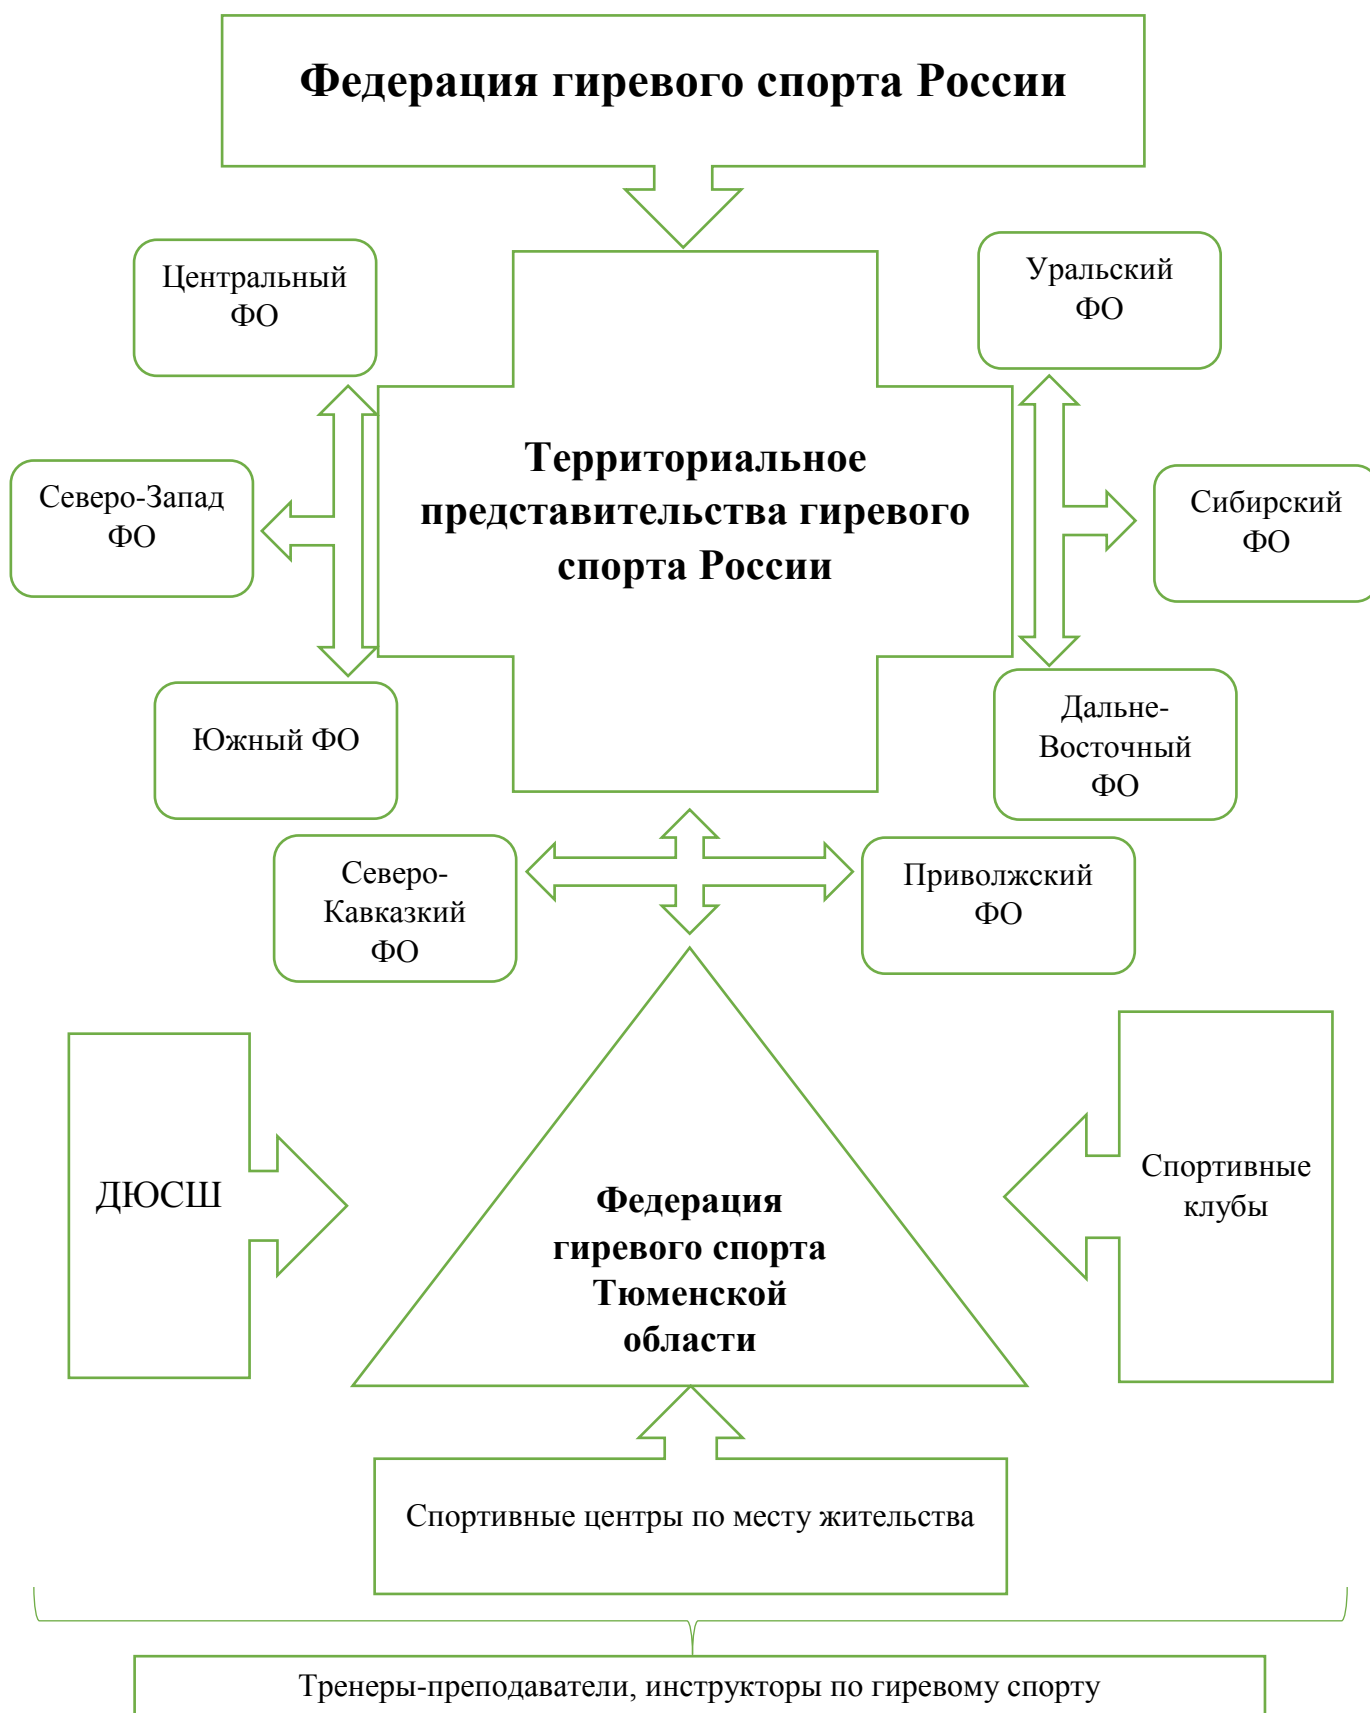 Федерация гиревого спорта России
Центральный
ФО
Уральский
ФО
Северо-Запад
ФО
Территориальное
представительства гиревого
спорта России
Сибирский
ФО
Южный ФО
Дальне-
Восточный
ФО
Северо-
Кавказкий
ФО
Приволжский
ФО
ДЮСШ
Федерация
гиревого спорта
Тюменской
области
Спортивные
клубы
Спортивные центры по месту жительства
Тренеры-преподаватели, инструкторы по гиревому спорту